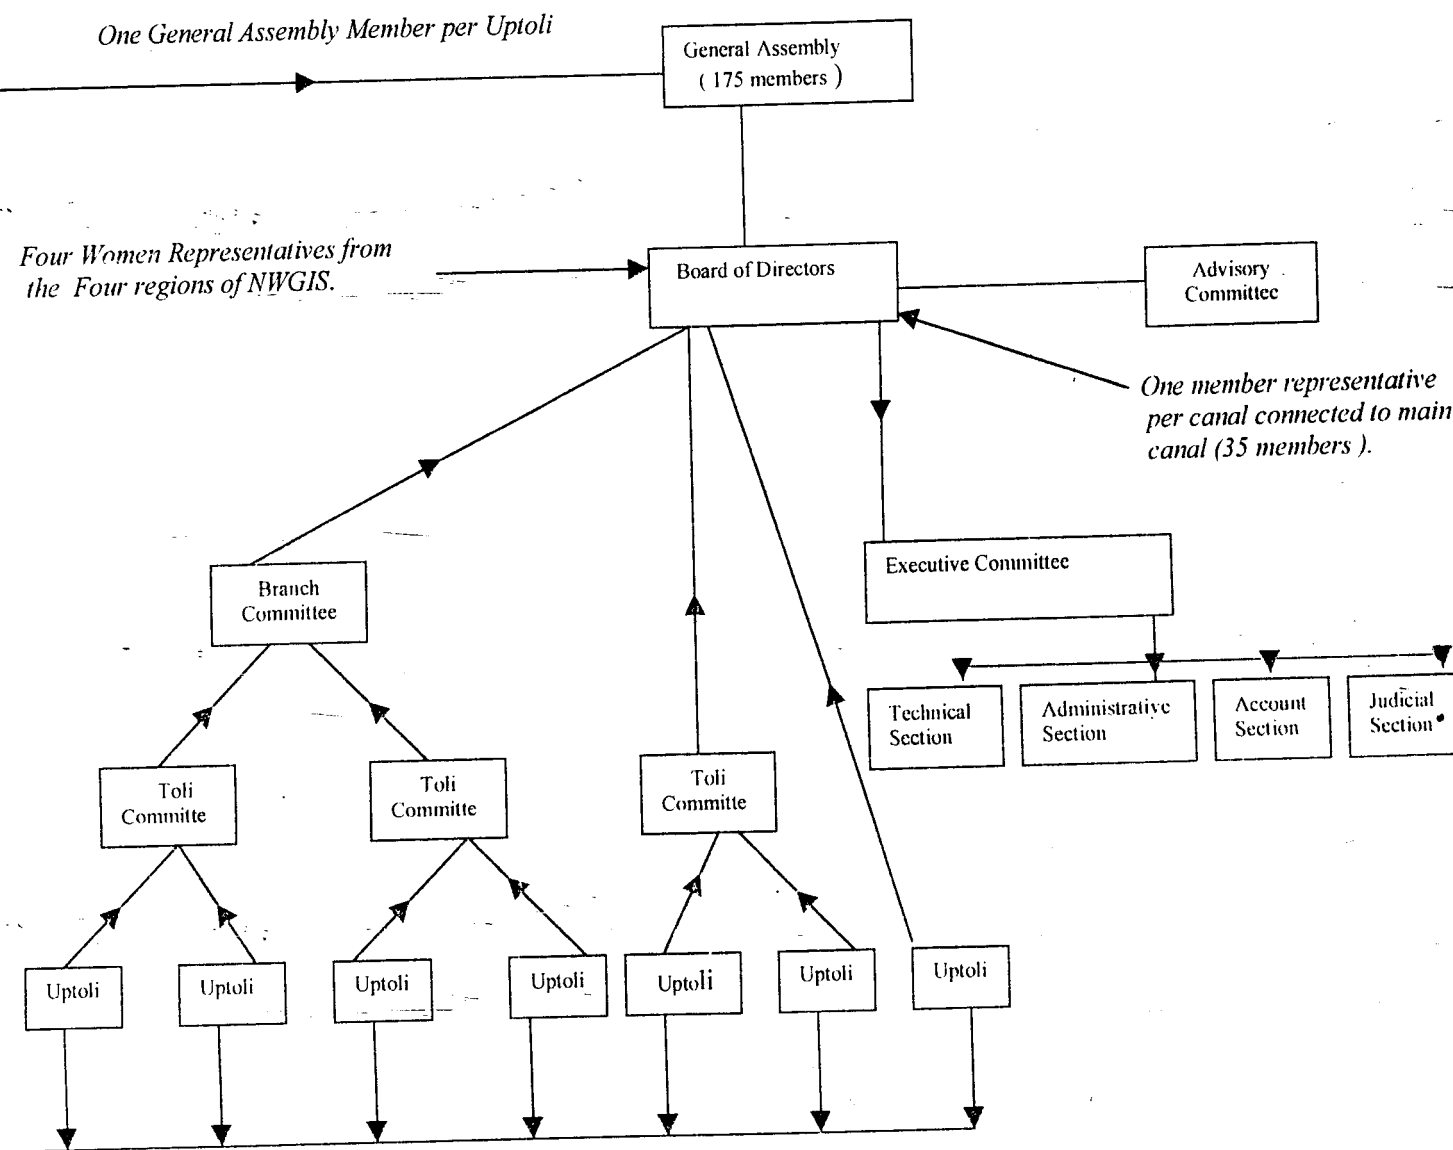 One General Assembly Member per Uptoli
General Assembly
( 175 members )
Four Women Representatives from
the Four regions of NWGIS.
Board of Directors
Advisory
Committee
One member representative
per canal connected to main
canal (35 members ).
Executive Committee
Branch
Committee
Technical
Section
Administrative
Section
Account
Section
Judicial
Section
Toli
Committe
Toli
Committe
Toli
Committe
Uptoli
Uptoli
Uptoli
Uptoli
Uptoli
Uptoli
Uptoli